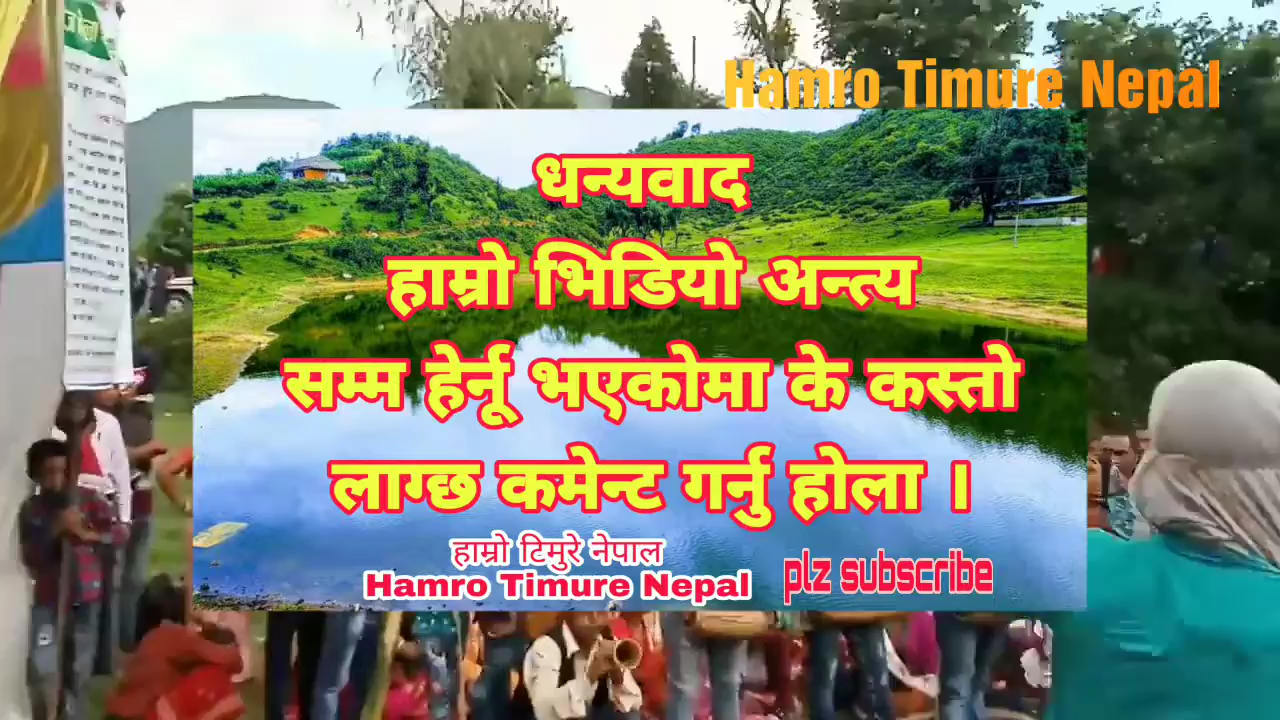 Hamro Timure Nepal
धन्यवाद
हाम्रो भिडियो अन्त्य
सम्म हेर्नू भएकोमा के कस्तो
लाग्छ कमेन्ट गर्नु होला ।
हाम्रो टिमुरे नेपाल
Hamro Timure Nepal
plz subscribe